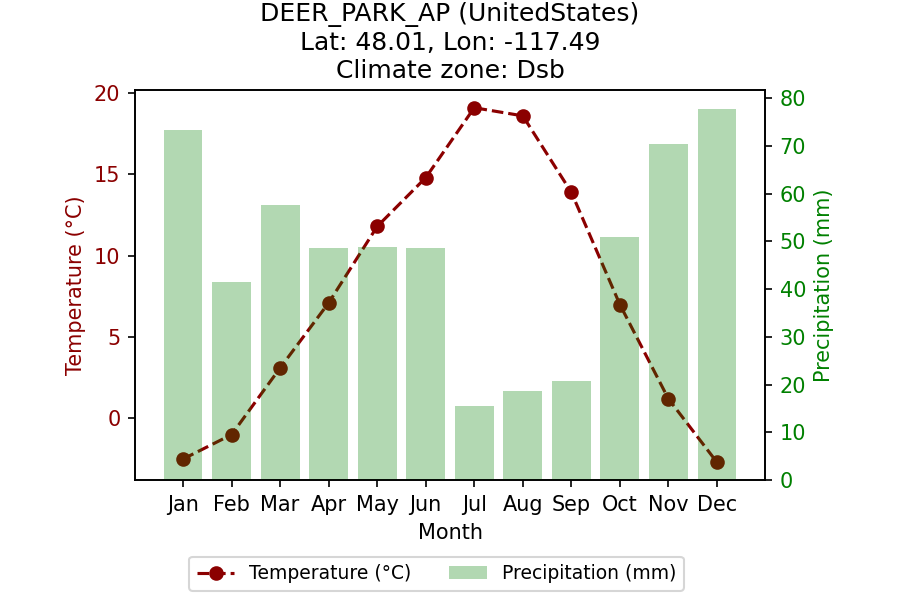 DEER_PARK_AP (UnitedStates)
Lat: 48.01, Lon: -117.49
Climate zone: Dsb
20
15
10
5
0
Temperature (°C)
80
70
60
50
40
30
20
10
0
Precipitation (mm)
Jan Feb Mar Apr May Jun Jul Aug Sep Oct Nov Dec
Month
Temperature (°C) Precipitation (mm)